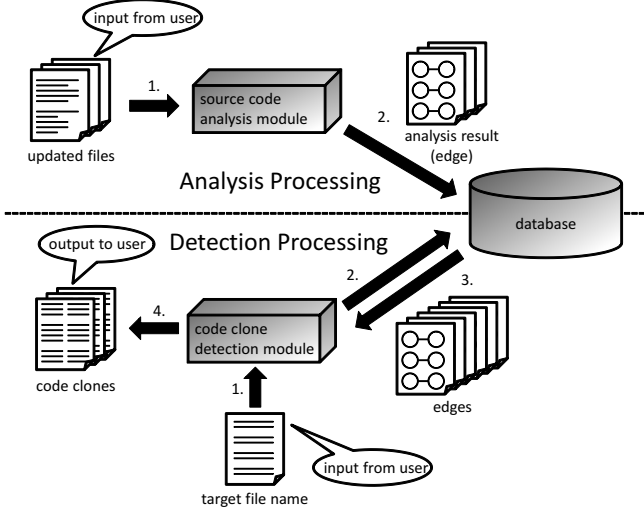 input from user
1.
source code
analysis module
2.
analysis result
(edge)
updated files
Analysis Processing
database
Detection Processing
output to user
2.
3.
4.
code clone
detection module
code clones
1.
edges
input from user
target file name